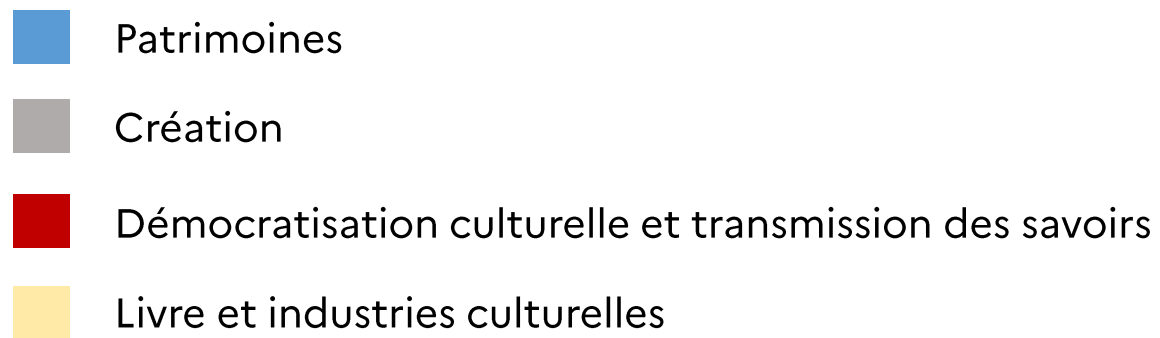 Patrimoines
Création
Démocratisation culturelle et transmission des savoirs
Livre et industries culturelles